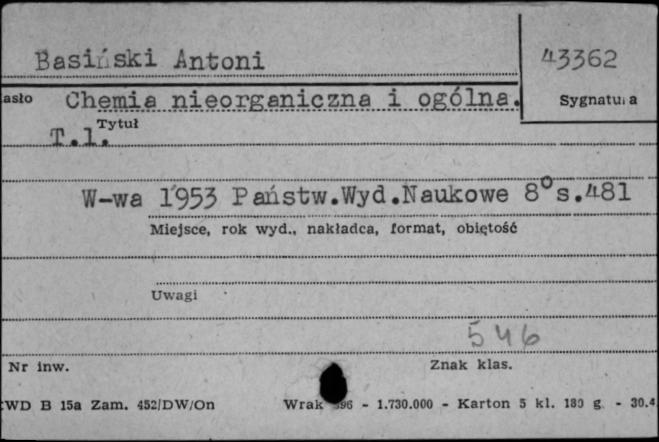 Basiński Antoni
43362
asło Chemia nieorganiczna i ogólna.
Sygnatura
Tytuł
T.1.
W-wa 1953 Państw.Wyd.Naukowe 8° s.481
Miejsce, rok wyd., nakładca, format, objętość
Uwagi
546
Nr inw.
Znak klas.
WD B 15a Zam. 452/DW/On Wrak 396 - 1.730.000 - Karton 5 kl. 180 g. - 30.4